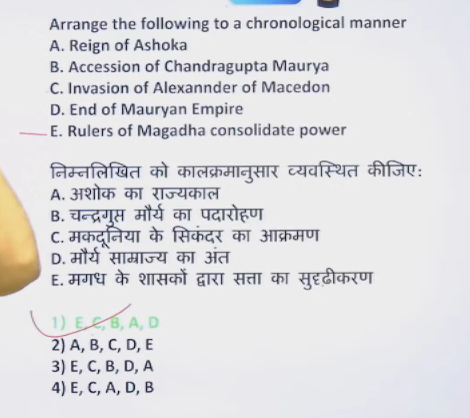 Arrange the following to a chronological manner
A. Reign of Ashoka
B. Accession of Chandragupta Maurya
C. Invasion of Alexannder of Macedon
D. End of Mauryan Empire
E. Rulers of Magadha consolidate power
निम्नलिखित को कालक्रमानुसार व्यवस्थित कीजिए:
A. अशोक का राज्यकाल
B. चन्द्रगुप्त मौर्य का पदारोहण
C. मकदूनिया के सिकंदर का आक्रमण
D. मौर्य साम्राज्य का अंत
E. मगध के शासकों द्वारा सत्ता का सुदृढीकरण
1) E, C, B, A, D
2) A, B, C, D, E
3) E, C, B, D, A
4) E, C, A, D, B